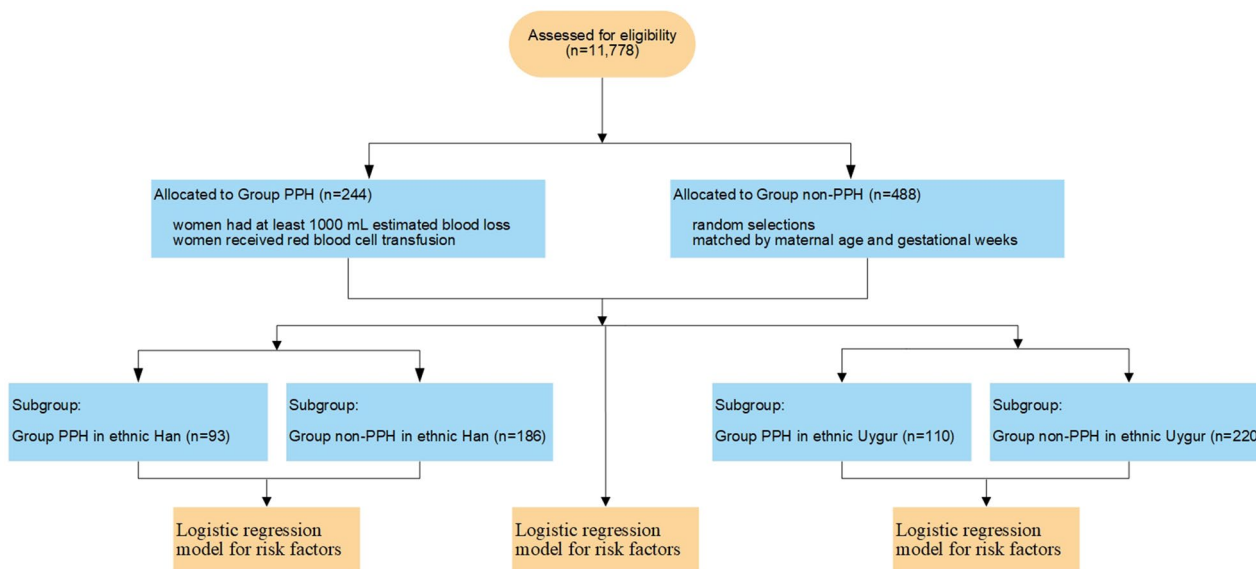 Assessed for eligibility
(n=11,778)
Allocated to Group PPH (n=244)
women had at least 1000 mL estimated blood loss
women received red blood cell transfusion
Allocated to Group non-PPH (n=488)
random selections
matched by maternal age and gestational weeks
Subgroup:
Group PPH in ethnic Han (n=93)
Subgroup:
Group non-PPH in ethnic Han (n=186)
Subgroup:
Group PPH in ethnic Uygur (n=110)
Subgroup:
Group non-PPH in ethnic Uygur (n=220)
Logistic regression
model for risk factors
Logistic regression
model for risk factors
Logistic regression
model for risk factors